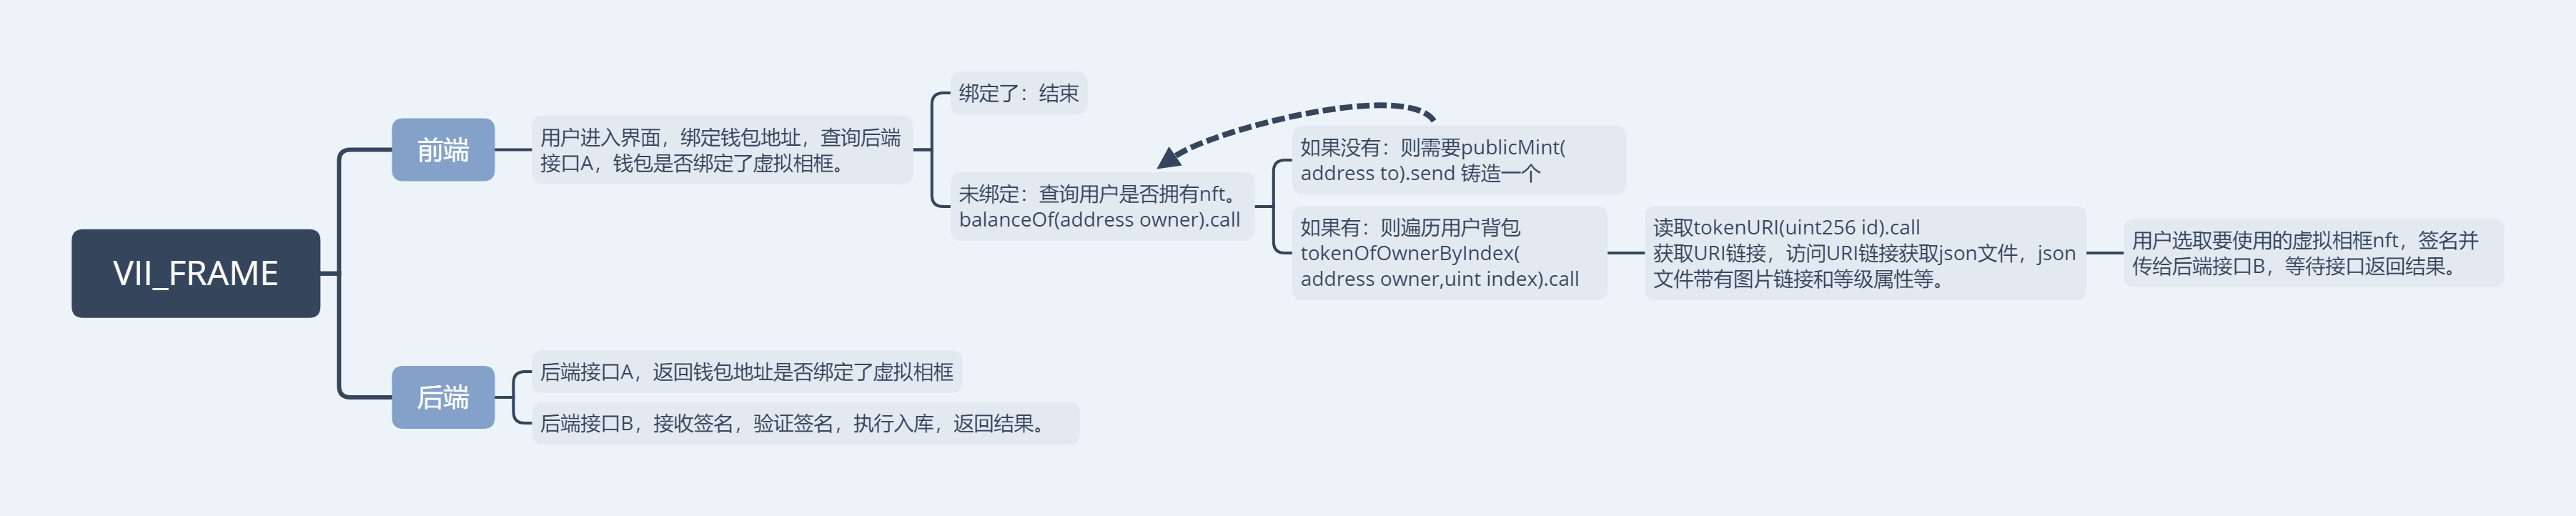 VII_FRAME
前端
用户进入界面，绑定钱包地址，查询后端
接口A，钱包是否绑定了虚拟相框。
绑定了：结束
未绑定：查询用户是否拥有nft。
balanceOf(address owner).call
如果没有：则需要publicMint(
address to).send 铸造一个
如果有：则遍历用户背包
tokenOfOwnerByIndex(
address owner,uint index).call
读取tokenURI(uint256 id).call
获取URI链接，访问URI链接获取json文件，json
文件带有图片链接和等级属性等。
用户选取要使用的虚拟相框nft，签名并
传给后端接口B，等待接口返回结果。
后端
后端接口A，返回钱包地址是否绑定了虚拟相框
后端接口B，接收签名，验证签名，执行入库，返回结果。